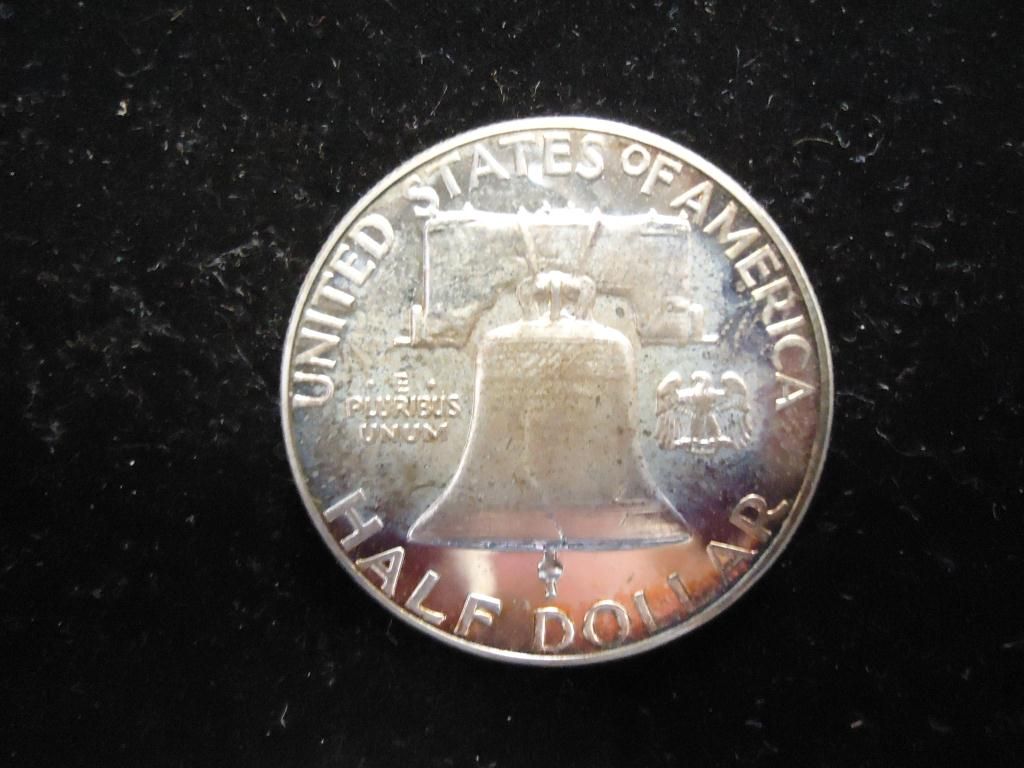 UNITED STATES OF AMERICA
· E ·
PLURIBUS
UNUM
HALF DOLLAR